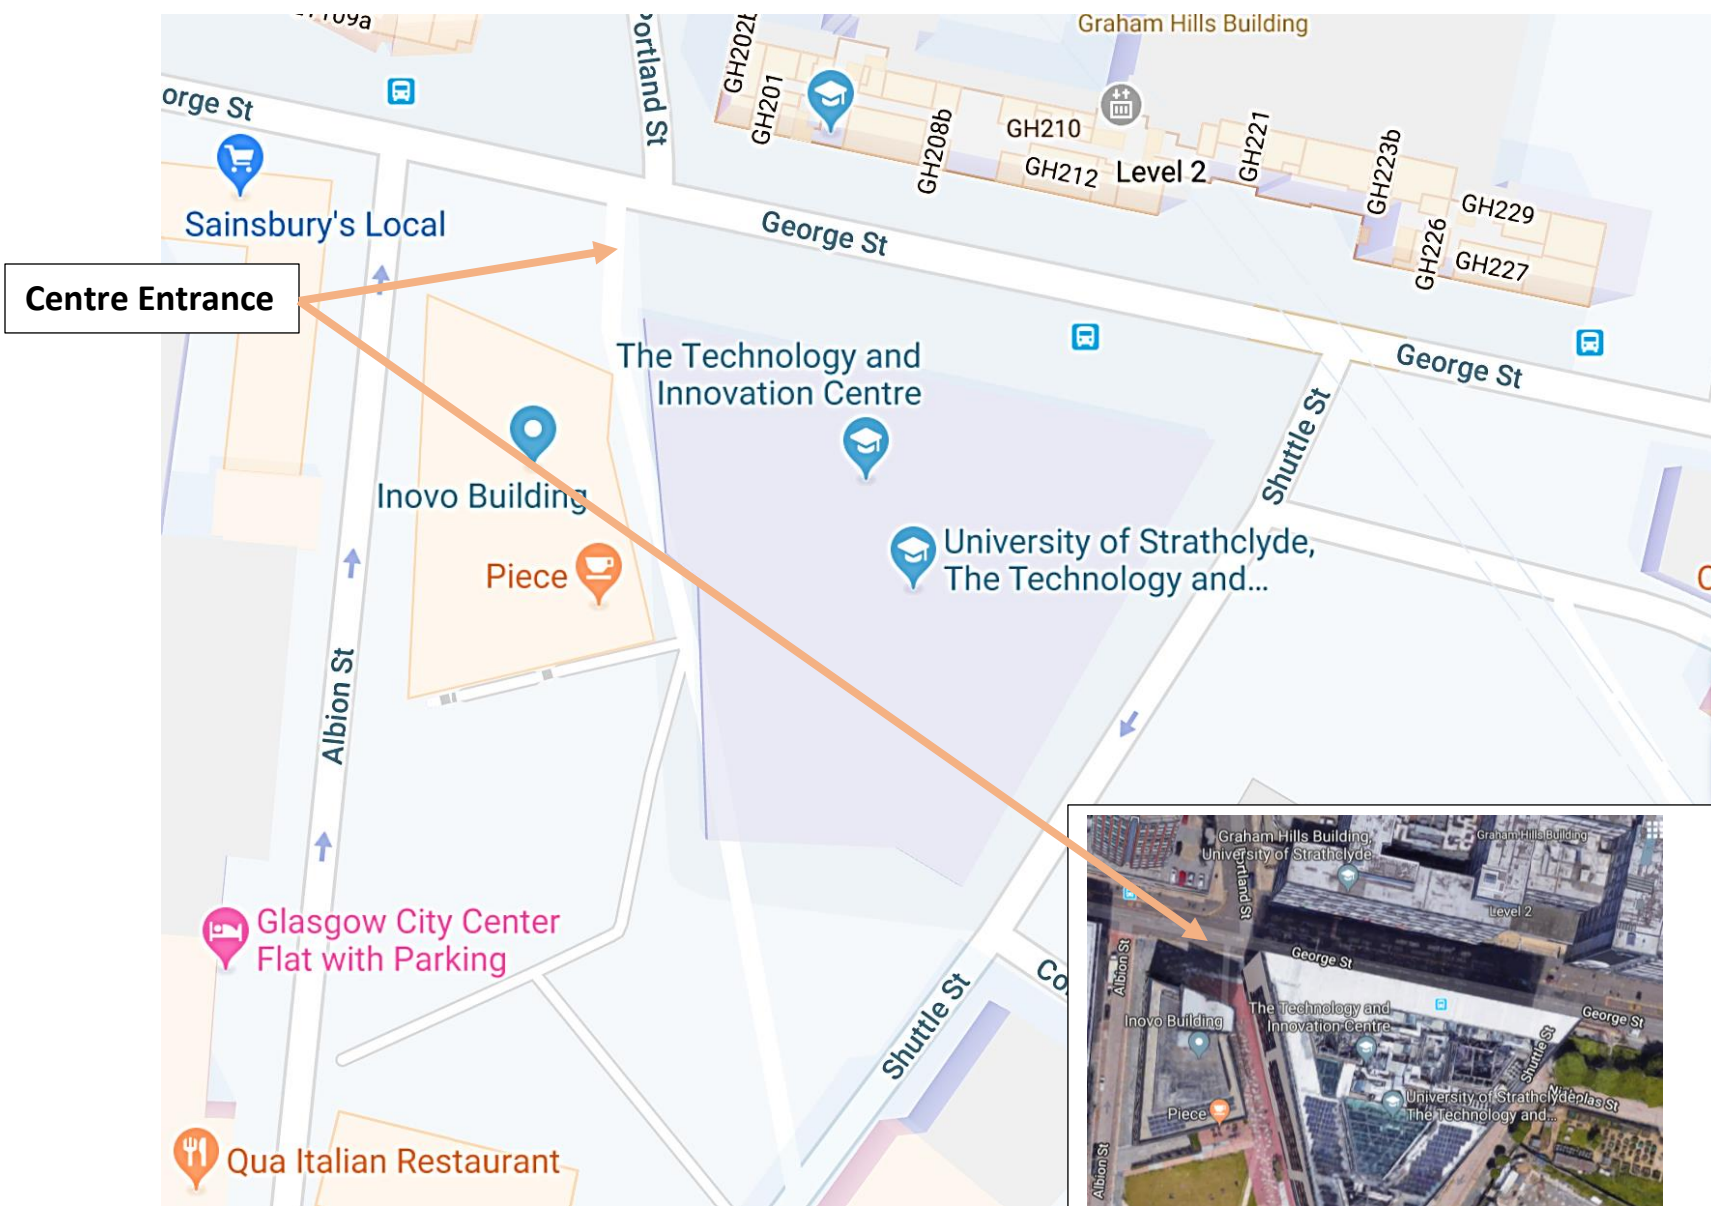 Graham Hills Building
Portland St
GH202b
GH201
orge St
GH208b
GH210
GH212
Level 2
GH221
GH223b
GH229
GH226
GH227
Sainsbury's Local
George St
Centre Entrance
George St
The Technology and
Innovation Centre
Shuttle St
Inovo Building
University of Strathclyde,
The Technology and...
Piece
Albion St
Glasgow City Center
Flat with Parking
Shuttle St
Co
Qua Italian Restaurant
Graham Hills Building,
University of Strathclyde
Graham Hills Building
Portland St
Level 2
Albion St
George St
George St
The Technology and
Innovation Centre
Inovo Building
Shuttle St
University of Strathclyde
The Technology and...
Piece
Albion St